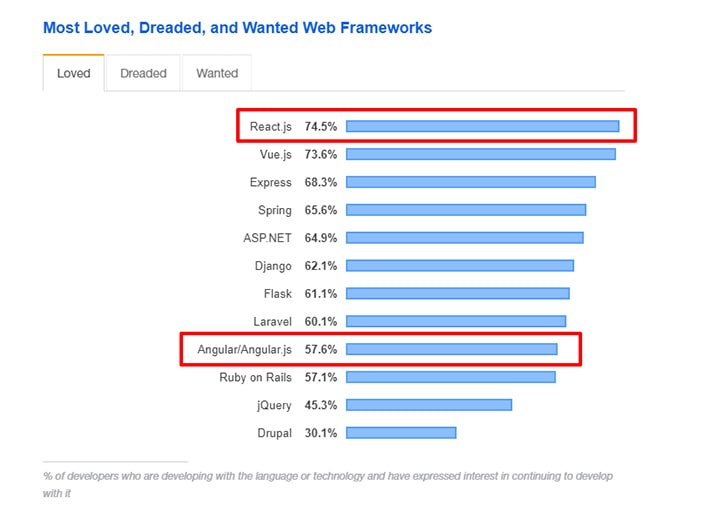 Most Loved, Dreaded, and Wanted Web Frameworks
Loved Dreaded Wanted
React.js 74.5%
Vue.js 73.6%
Express 68.3%
Spring 65.6%
ASP.NET 64.9%
Django 62.1%
Flask 61.1%
Laravel 60.1%
Angular/Angular.js 57.6%
Ruby on Rails 57.1%
jQuery 45.3%
Drupal 30.1%
% of developers who are developing with the language or technology and have expressed interest in continuing to develop
with it